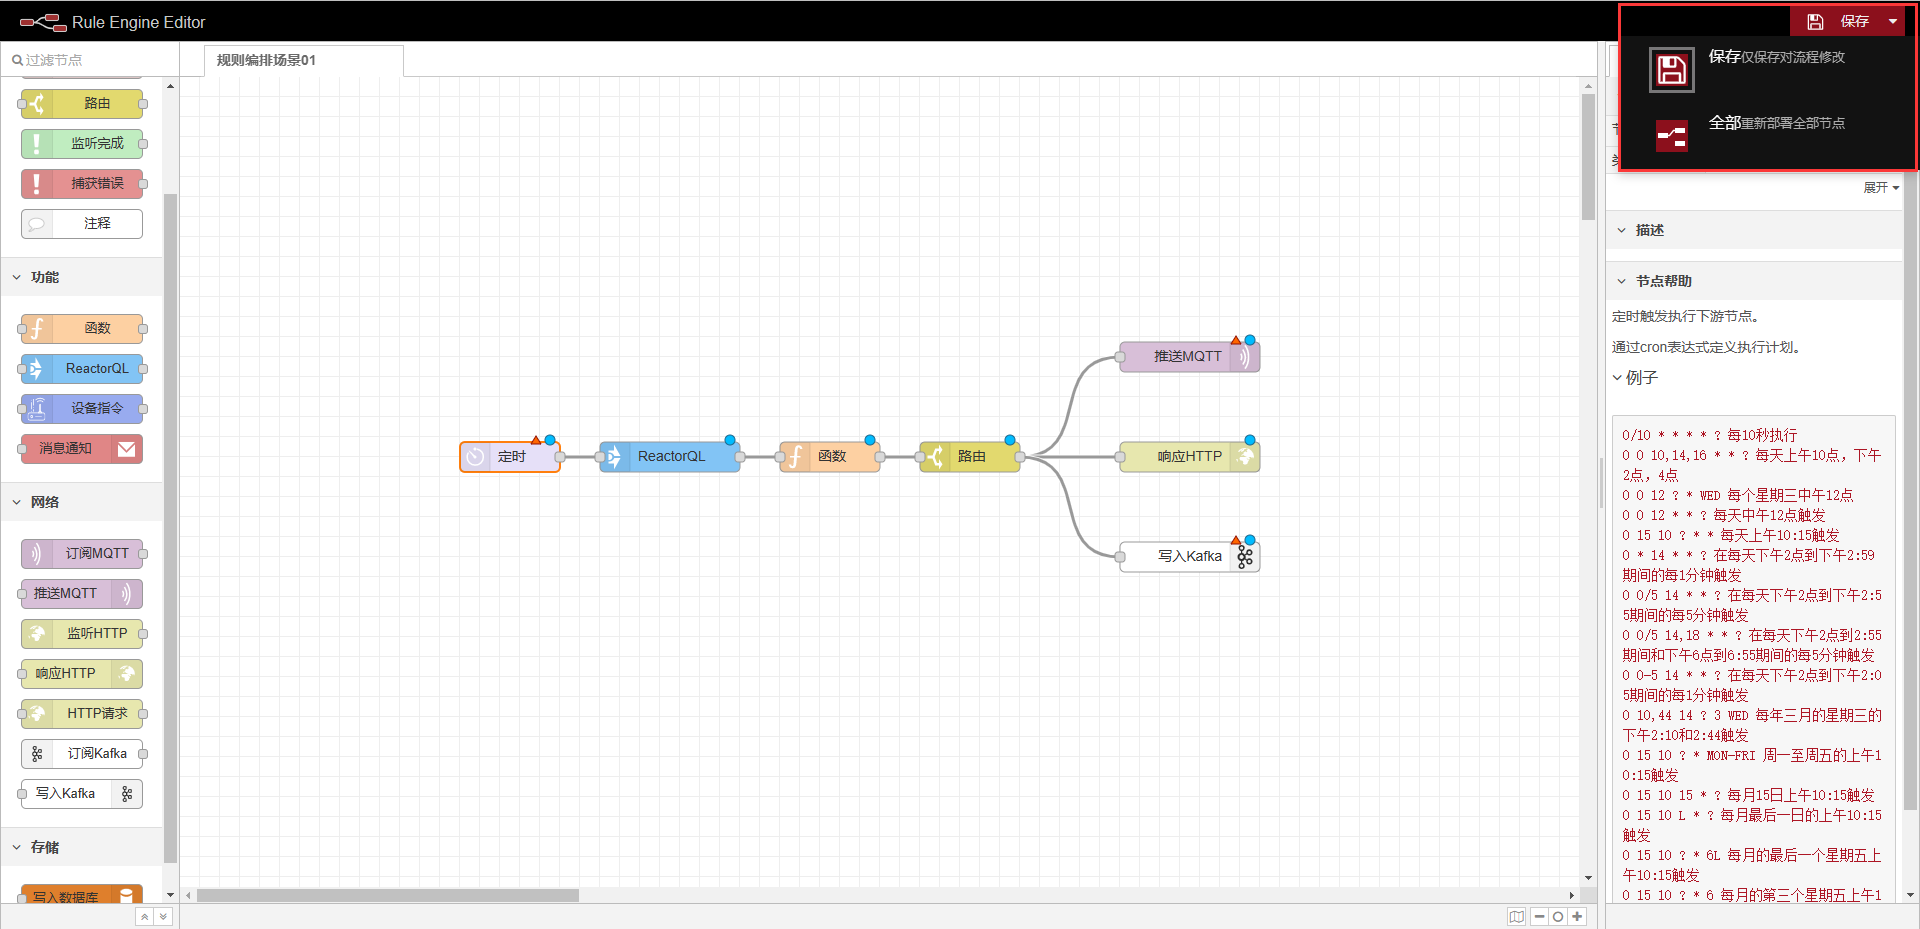 Rule Engine Editor
保存
过滤节点
规则编排场景01
保存仅保存对流程修改
全部重新部署全部节点
路由
监听完成
捕获错误
注释
功能
函数
ReactorQL
设备指令
消息通知
网络
订阅MQTT
推送MQTT
监听HTTP
响应HTTP
HTTP请求
订阅Kafka
写入Kafka
存储
写入数据库
定时
ReactorQL
函数
路由
推送MQTT
响应HTTP
写入Kafka
展开
描述
节点帮助
定时触发执行下游节点。
通过cron表达式定义执行计划。
例子
0/10 * * * * ? 每10秒执行
0 0 10,14,16 * * ? 每天上午10点，下午
2点，4点
0 0 12 ? * WED 每个星期三中午12点
0 0 12 * * ? 每天中午12点触发
0 15 10 ? * * 每天上午10:15触发
0 * 14 * * ? 在每天下午2点到下午2:59
期间的每1分钟触发
0 0/5 14 * * ? 在每天下午2点到下午2:5
5期间的每5分钟触发
0 0/5 14,18 * * ? 在每天下午2点到2:55
期间和下午6点到6:55期间的每5分钟触发
0 0-5 14 * * ? 在每天下午2点到下午2:0
5期间的每1分钟触发
0 10,44 14 ? 3 WED 每年三月的星期三的
下午2:10和2:44触发
0 15 10 ? * MON-FRI 周一至周五的上午1
0:15触发
0 15 10 15 * ? 每月15日上午10:15触发
0 15 10 L * ? 每月最后一日的上午10:15
触发
0 15 10 ? * 6L 每月的最后一个星期五上
午10:15触发
0 15 10 ? * 6 每月的第三个星期五上午1